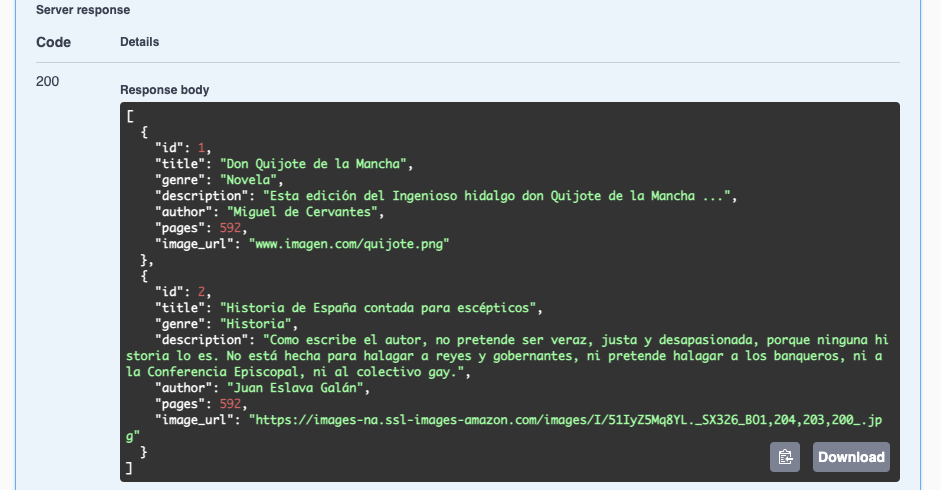 Server response
Code Details
200
Response body
[
  {
    "id": 1,
    "title": "Don Quijote de la Mancha",
    "genre": "Novela",
    "description": "Esta edición del Ingenioso hidalgo don Quijote de la Mancha ...",
    "author": "Miguel de Cervantes",
    "pages": 592,
    "image_url": "www.imagen.com/quijote.png"
  },
  {
    "id": 2,
    "title": "Historia de España contada para escépticos",
    "genre": "Historia",
    "description": "Como escribe el autor, no pretende ser veraz, justa y desapasionada, porque ninguna hi
storia lo es. No está hecha para halagar a reyes y gobernantes, ni pretende halagar a los banqueros, ni a
la Conferencia Episcopal, ni al colectivo gay.",
    "author": "Juan Eslava Galán",
    "pages": 592,
    "image_url": "https://images-na.ssl-images-amazon.com/images/I/51IyZ5Mq8YL._SX326_BO1,204,203,200_.jp
g"
  }
]
Download